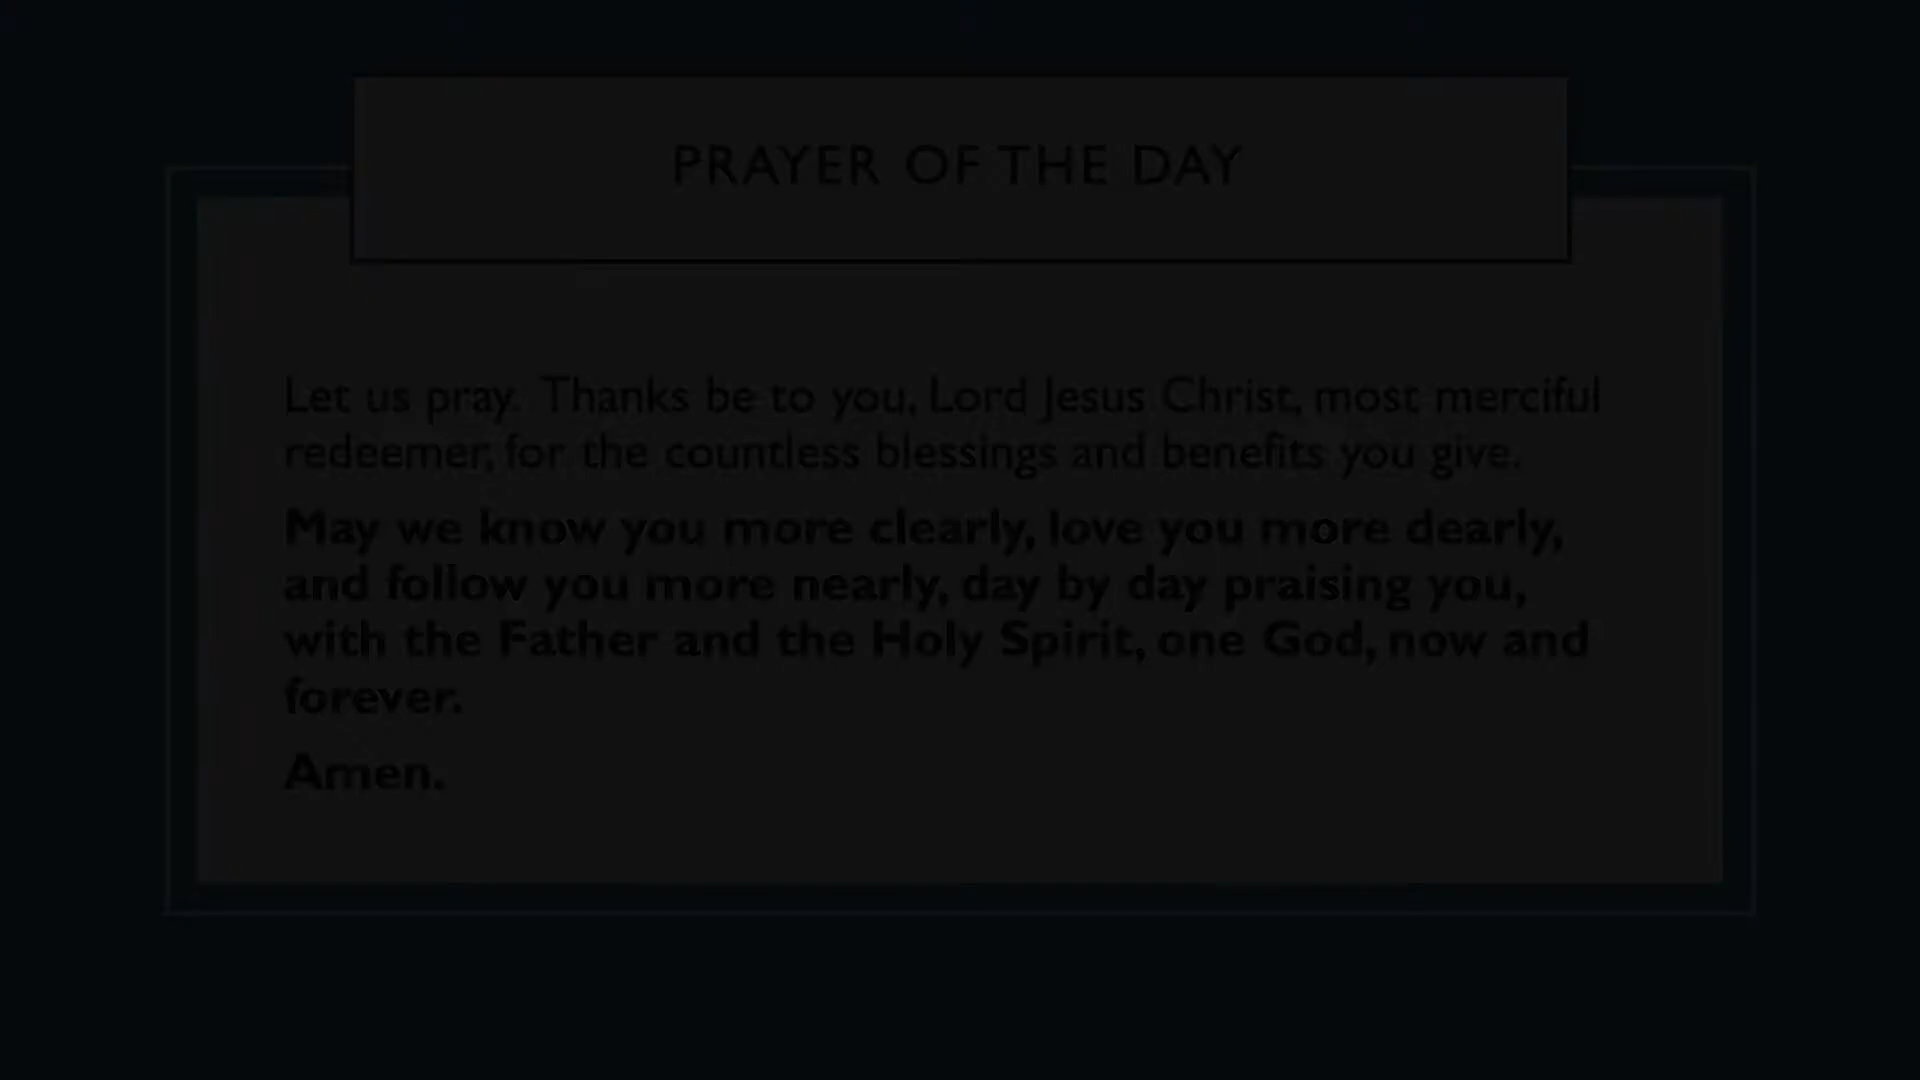 PRAYER OF THE DAY
Let us pray. Thanks be to you, Lord Jesus Christ, most merciful
redeemer, for the countless blessings and benefits you give.
May we know you more clearly, love you more dearly,
and follow you more nearly, day by day praising you,
with the Father and the Holy Spirit, one God, now and
forever.
Amen.